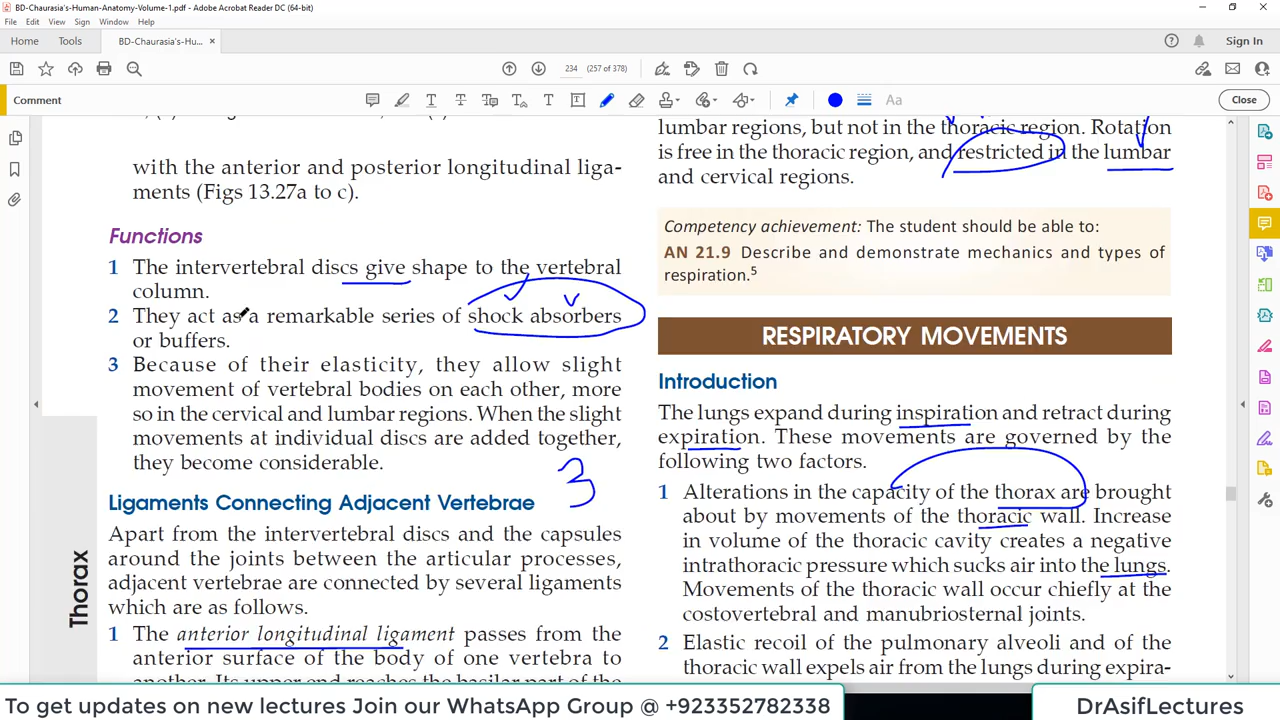 BD-Chaurasia's-Human-Anatomy-Volume-1.pdf - Adobe Acrobat Reader DC (64-bit)
File Edit View Sign Window Help
Home Tools BD-Chaurasia's-Hu... × Sign In
234 (257 of 378)
Comment Aa Close
with the anterior and posterior longitudinal liga-
ments (Figs 13.27a to c).
Functions
1 The intervertebral discs give shape to the vertebral
column.
2 They act as a remarkable series of shock absorbers
or buffers.
3 Because of their elasticity, they allow slight
movement of vertebral bodies on each other, more
so in the cervical and lumbar regions. When the slight
movements at individual discs are added together,
they become considerable.
3
Ligaments Connecting Adjacent Vertebrae
Apart from the intervertebral discs and the capsules
around the joints between the articular processes,
adjacent vertebrae are connected by several ligaments
which are as follows.
1 The anterior longitudinal ligament passes from the
anterior surface of the body of one vertebra to
another. Its upper end reaches the basilar part of the
Thorax
lumbar regions, but not in the thoracic region. Rotation
is free in the thoracic region, and restricted in the lumbar
and cervical regions.
Competency achievement: The student should be able to:
AN 21.9 Describe and demonstrate mechanics and types of
respiration.5
RESPIRATORY MOVEMENTS
Introduction
The lungs expand during inspiration and retract during
expiration. These movements are governed by the
following two factors.
1 Alterations in the capacity of the thorax are brought
about by movements of the thoracic wall. Increase
in volume of the thoracic cavity creates a negative
intrathoracic pressure which sucks air into the lungs.
Movements of the thoracic wall occur chiefly at the
costovertebral and manubriosternal joints.
2 Elastic recoil of the pulmonary alveoli and of the
thoracic wall expels air from the lungs during expira-
To get updates on new lectures Join our WhatsApp Group @ +923352782338
DrAsifLectures